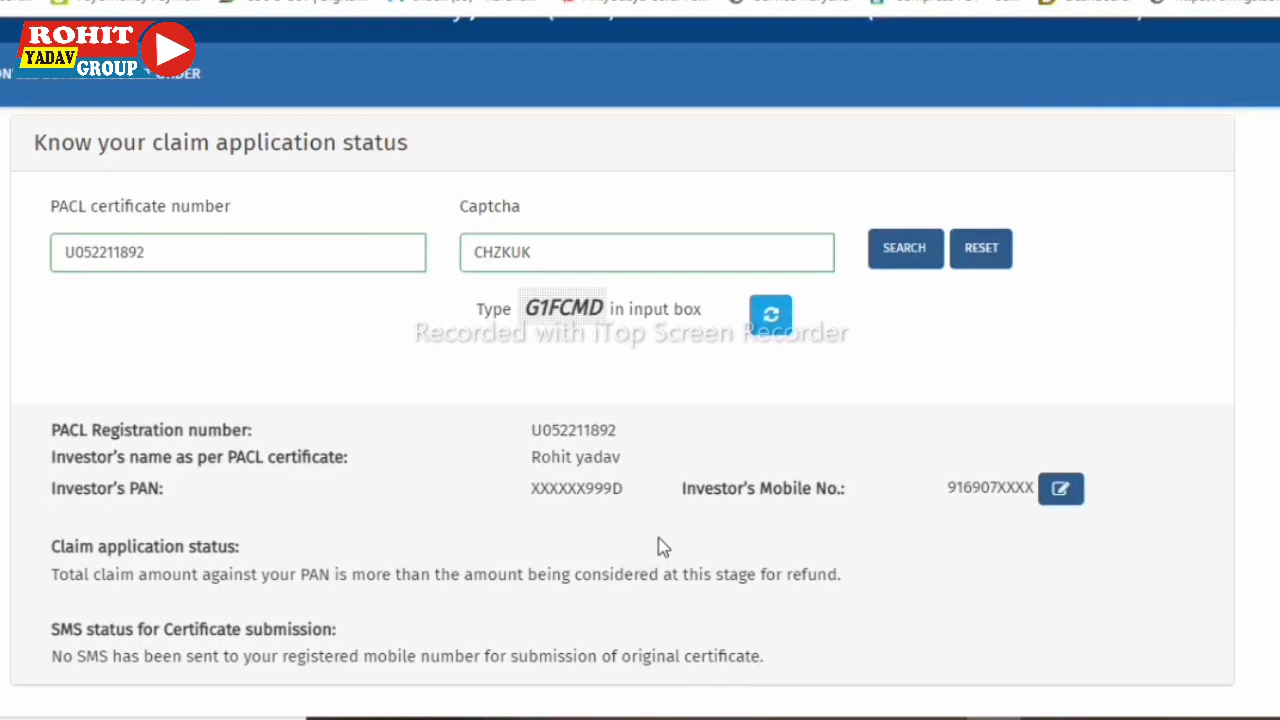 ROHIT
YADAV
GROUP
ORDER
Know your claim application status
PACL certificate number
Captcha
U052211892
CHZKUK
SEARCH
RESET
Type G1FCMD in input box
Recorded with iTop Screen Recorder
PACL Registration number: U052211892
Investor's name as per PACL certificate: Rohit yadav
Investor's PAN: XXXXXX999D Investor's Mobile No.: 916907XXXX
Claim application status:
Total claim amount against your PAN is more than the amount being considered at this stage for refund.
SMS status for Certificate submission:
No SMS has been sent to your registered mobile number for submission of original certificate.